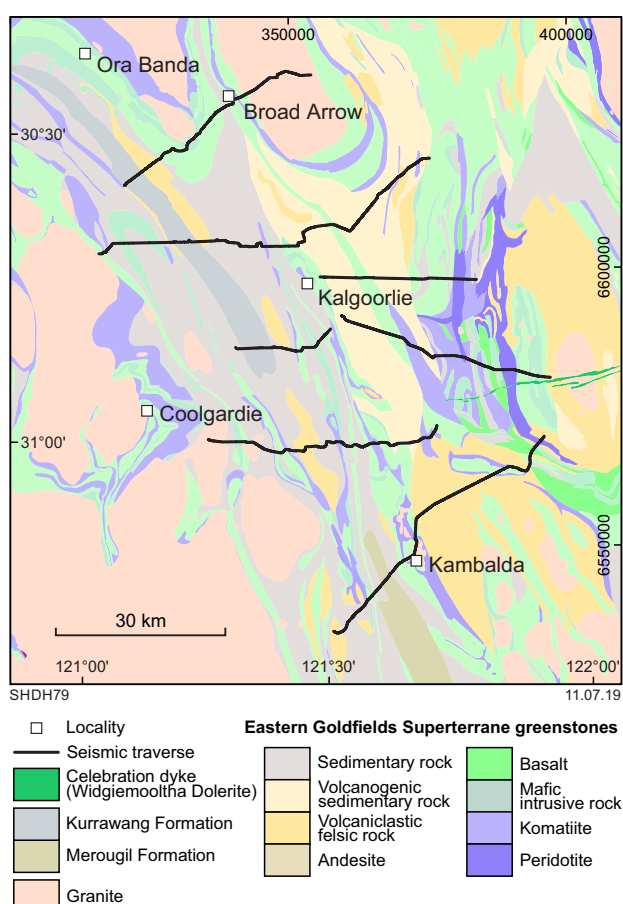 350000
400000
Ora Banda
Broad Arrow
30°30'
6600000
Kalgoorlie
Coolgardie
31°00'
6550000
Kambalda
30 km
121°00'
121°30'
122°00'
SHDH79
11.07.19
Locality
Seismic traverse
Celebration dyke
(Widgiemooltha Dolerite)
Kurrawang Formation
Merougil Formation
Granite
Eastern Goldfields Superterrane greenstones
Sedimentary rock
Volcanogenic
sedimentary rock
Volcaniclastic
felsic rock
Andesite
Basalt
Mafic
intrusive rock
Komatiite
Peridotite